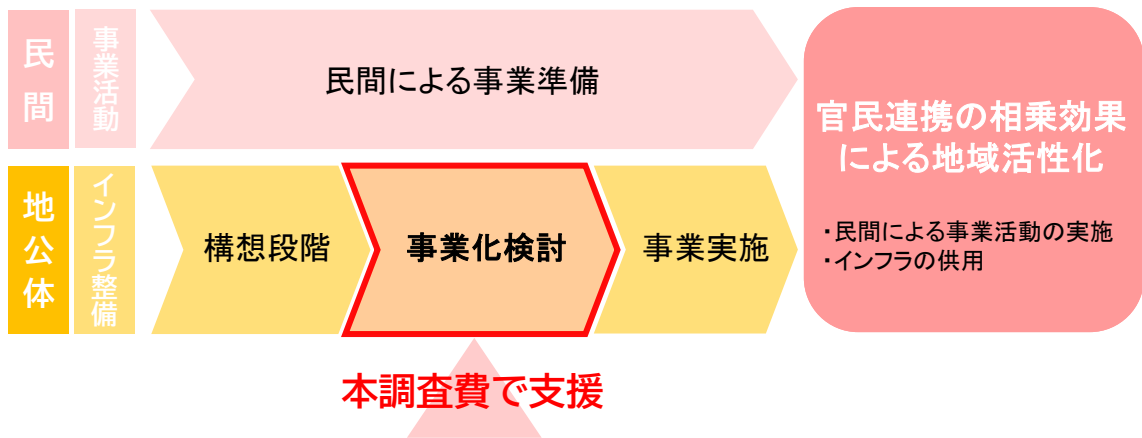 民間
事業活動
民間による事業準備
地公体
インフラ整備
構想段階
事業化検討
事業実施
本調査費で支援
官民連携の相乗効果
による地域活性化
・民間による事業活動の実施
・インフラの供用